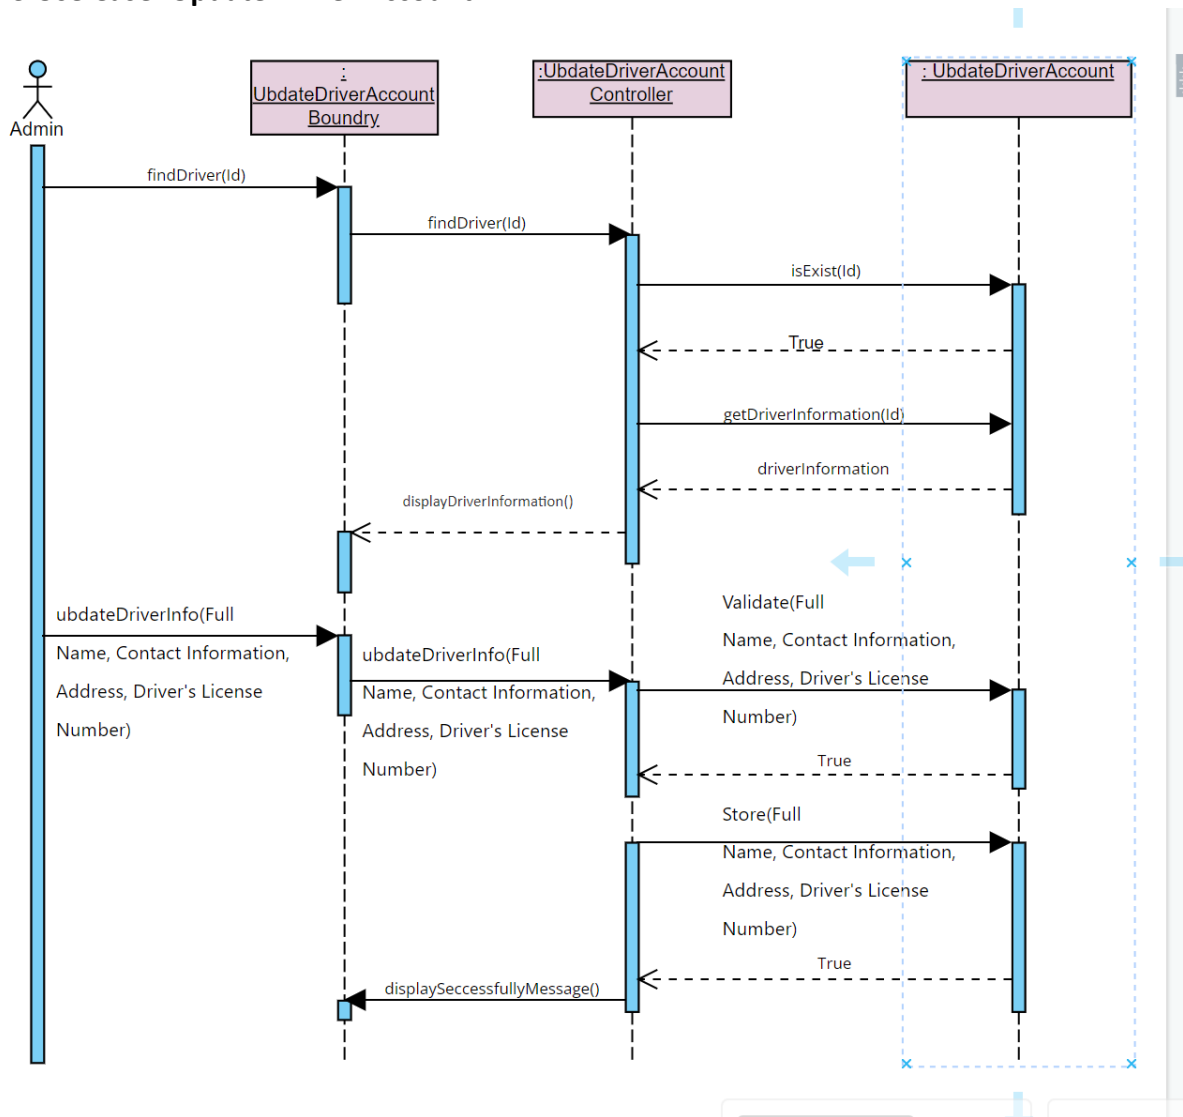 :
UbdateDriverAccount
Boundry
:UbdateDriverAccount
Controller
: UbdateDriverAccount
Admin
findDriver(Id)
findDriver(Id)
isExist(Id)
True
getDriverInformation(Id)
driverInformation
displayDriverInformation()
ubdateDriverInfo(Full
Name, Contact Information,
Address, Driver's License
Number)
ubdateDriverInfo(Full
Name, Contact Information,
Address, Driver's License
Number)
Validate(Full
Name, Contact Information,
Address, Driver's License
Number)
True
Store(Full
Name, Contact Information,
Address, Driver's License
Number)
True
displaySeccessfullyMessage()